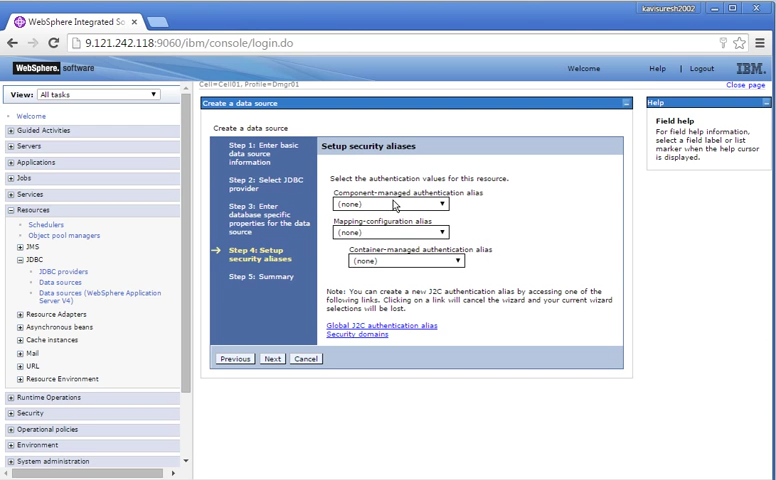 kavisuresh2002
WebSphere Integrated So
9.121.242.118:9060/ibm/console/login.do
WebSphere. software
Welcome
Help | Logout
IBM.
View: All tasks
Cell=Cell01, Profile=Dmgr01
Close page
Welcome
Guided Activities
Servers
Applications
Jobs
Services
Resources
Schedulers
Object pool managers
JMS
JDBC
JDBC providers
Data sources
Data sources (WebSphere Application
Server V4)
Resource Adapters
Asynchronous beans
Cache instances
Mail
URL
Resource Environment
Runtime Operations
Security
Operational policies
Environment
System administration
Create a data source
Create a data source
Step 1: Enter basic
data source
information
Step 2: Select JDBC
provider
Step 3: Enter
database specific
properties for the data
source
Step 4: Setup
security aliases
Step 5: Summary
Setup security aliases
Select the authentication values for this resource.
Component-managed authentication alias
(none)
Mapping-configuration alias
(none)
Container-managed authentication alias
(none)
Note: You can create a new J2C authentication alias by accessing one of the
following links. Clicking on a link will cancel the wizard and your current wizard
selections will be lost.
Global J2C authentication alias
Security domains
Previous
Next
Cancel
Help
Field help
For field help information,
select a field label or list
marker when the help cursor
is displayed.